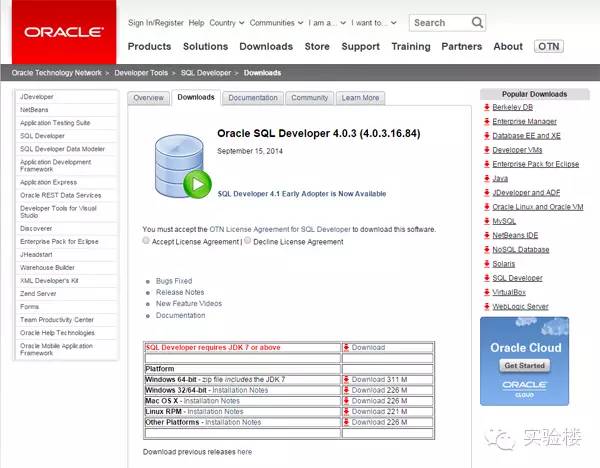 ORACLE
Sign In/Register Help Country Communities I am a... I want to... Search
Products Solutions Downloads Store Support Training Partners About OTN
Oracle Technology Network > Developer Tools > SQL Developer > Downloads
JDeveloper
NetBeans
Application Testing Suite
SQL Developer
SQL Developer Data Modeler
Application Development
Framework
Application Express
Oracle REST Data Services
Developer Tools for Visual
Studio
Discoverer
Enterprise Pack for Eclipse
JHeadstart
Warehouse Builder
XML Developer's Kit
Zend Server
Forms
Team Productivity Center
Oracle Help Technologies
Oracle Mobile Application
Framework
Overview Downloads Documentation Community Learn More
Oracle SQL Developer 4.0.3 (4.0.3.16.84)
September 15, 2014
SQL Developer 4.1 Early Adopter is Now Available
You must accept the OTN License Agreement for SQL Developer to download this software.
Accept License Agreement | Decline License Agreement
Bugs Fixed
Release Notes
New Feature Videos
Documentation
SQL Developer requires JDK 7 or above Download
Platform
Windows 64-bit - zip file includes the JDK 7 Download 311 M
Windows 32/64-bit - Installation Notes Download 226 M
Mac OS X - Installation Notes Download 226 M
Linux RPM - Installation Notes Download 221 M
Other Platforms - Installation Notes Download 226 M
Download previous releases here
Popular Downloads
Berkeley DB
Enterprise Manager
Database EE and XE
Developer VMs
Enterprise Pack for Eclipse
Java
JDeveloper and ADF
Oracle Linux and Oracle VM
MySQL
NetBeans IDE
NoSQL Database
Solaris
SQL Developer
VirtualBox
WebLogic Server
Oracle Cloud
Get Started
ORACLE
CLOUD
实验楼